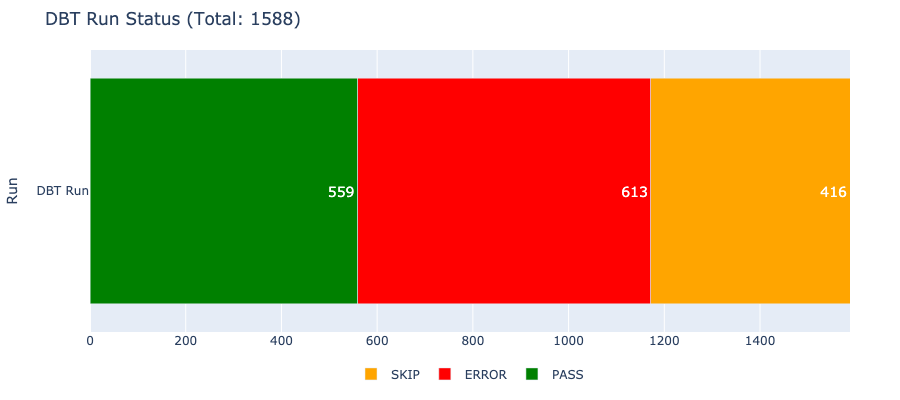 DBT Run Status (Total: 1588)
Run
DBT Run
559
613
416
0 200 400 600 800 1000 1200 1400
SKIP ERROR PASS